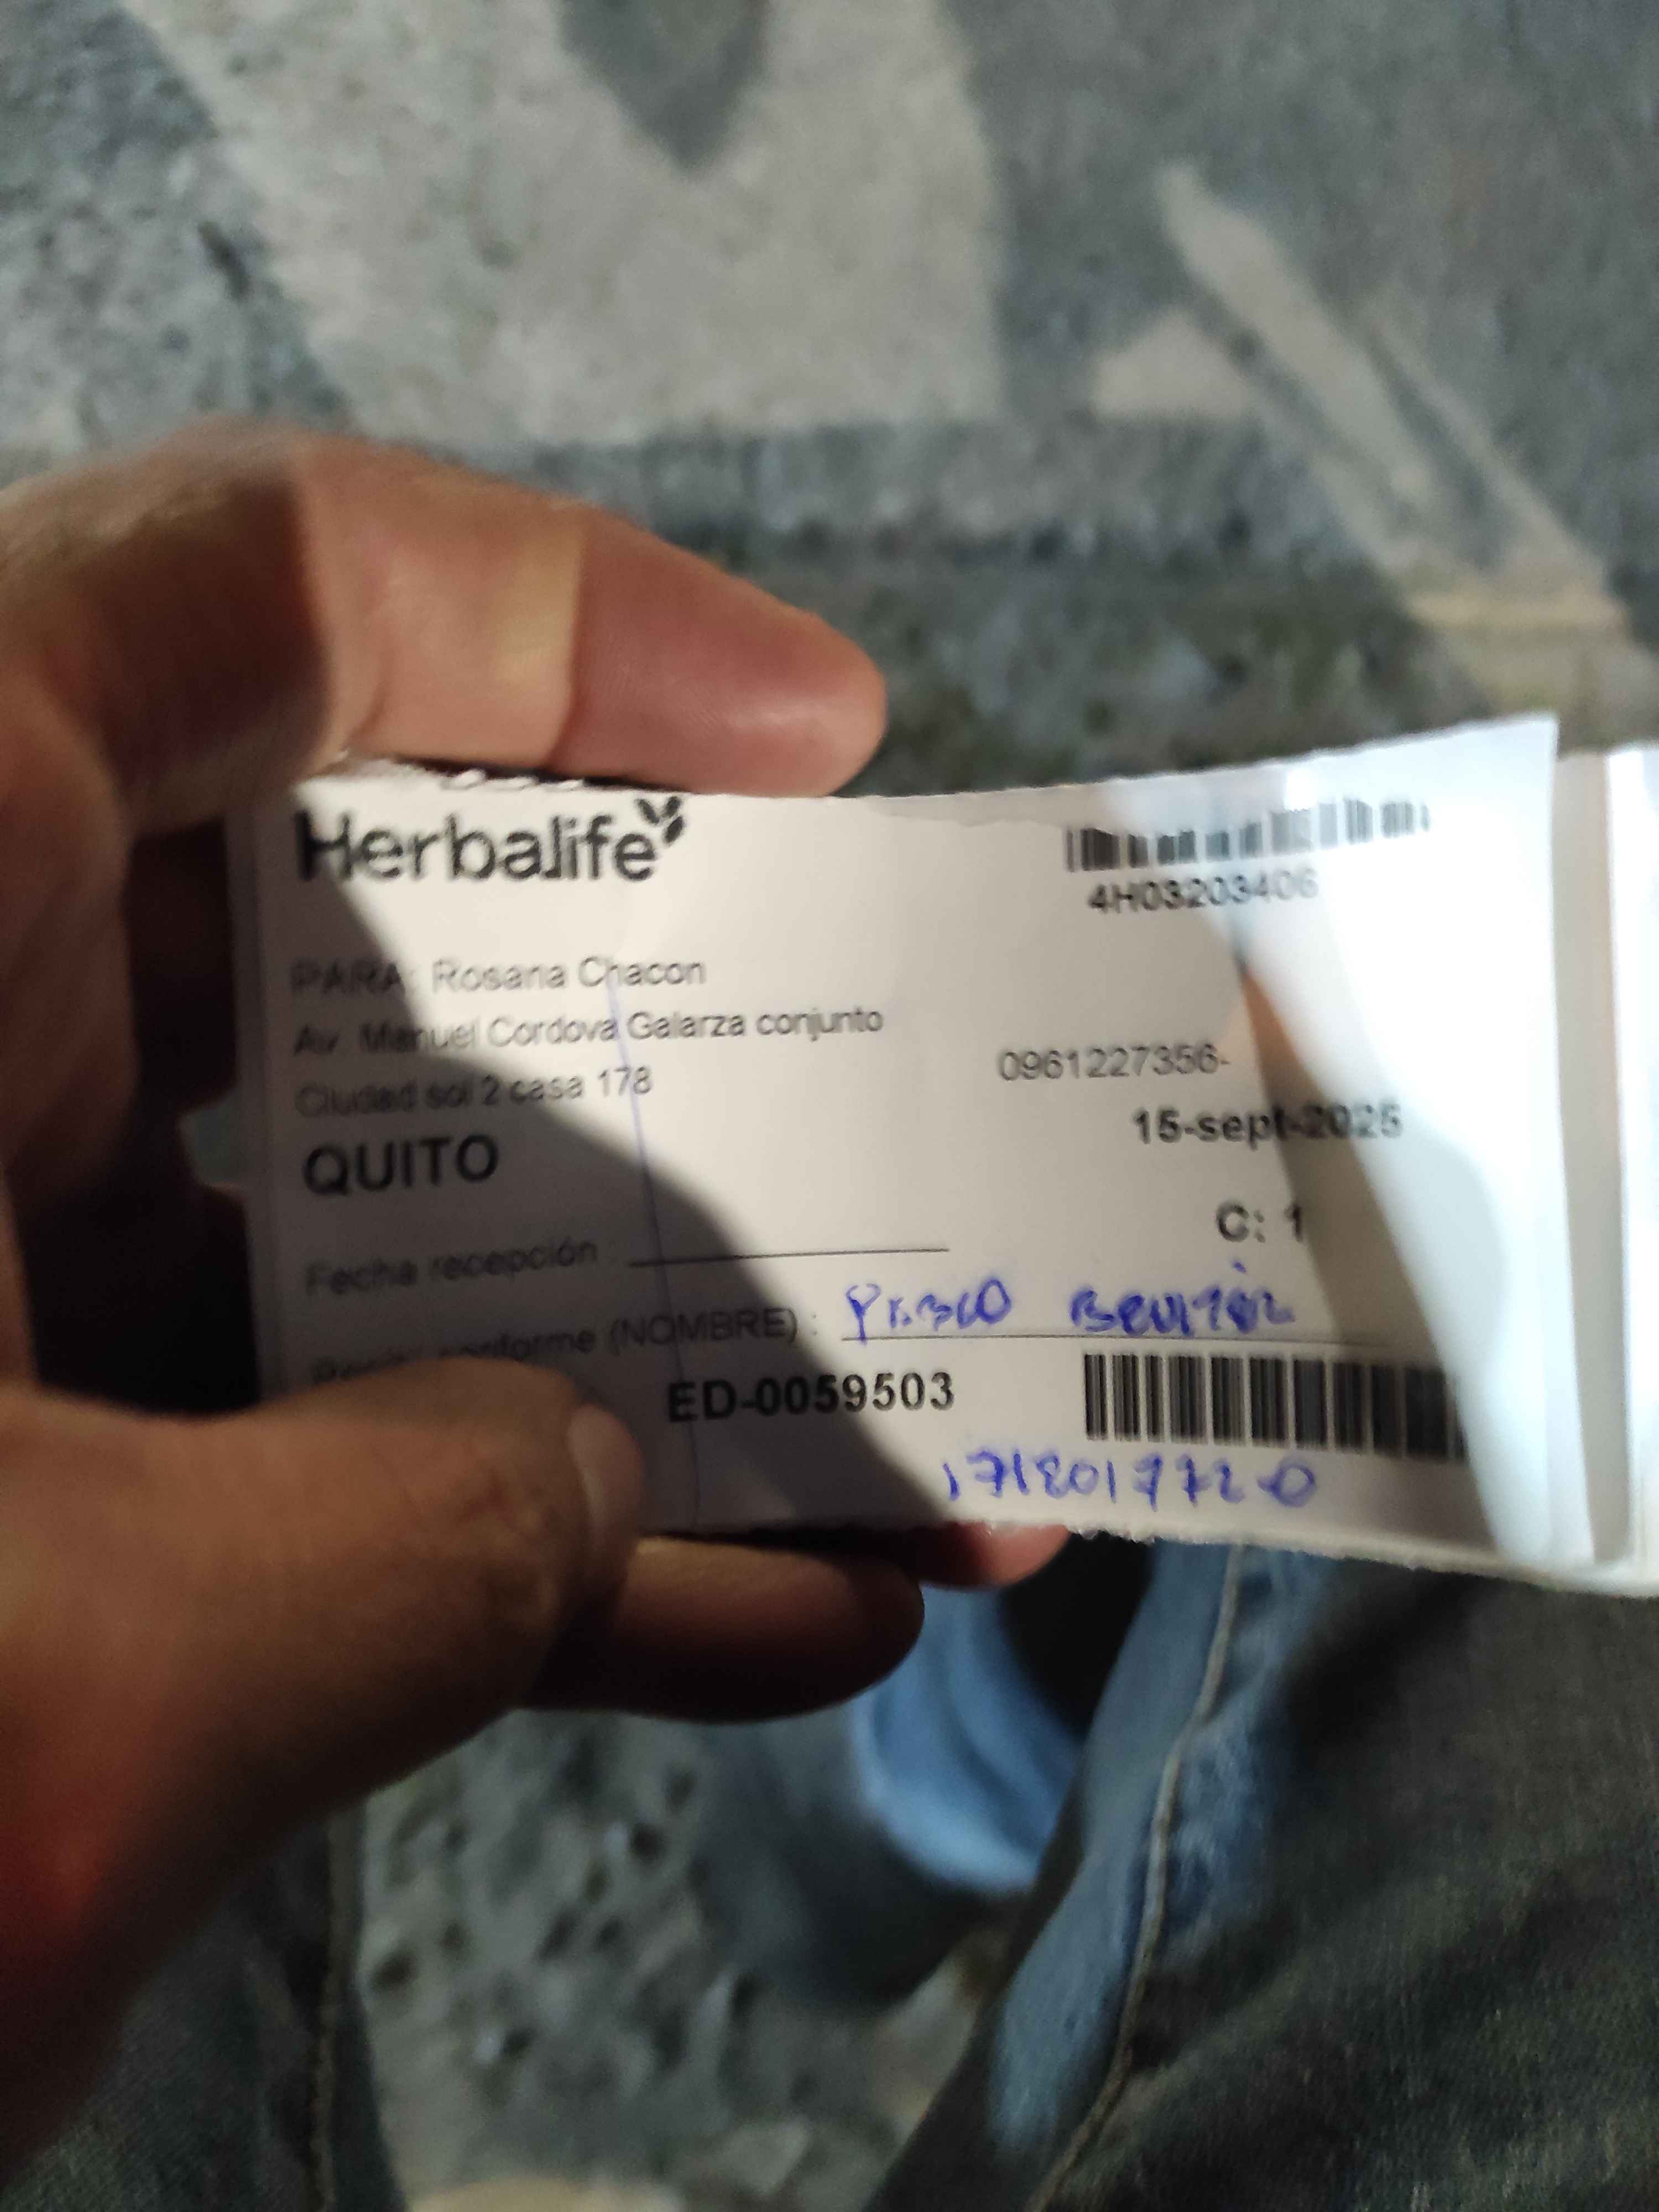 Herbalife
4H03203406
PARA: Rosana Chacon
Av. Manuel Cordova Galarza conjunto
Ciudad sol 2 casa 178
0961227356-
15-sept-2025
QUITO
C: 1
Fecha recepción :
conforme (NOMBRE) :
ED-0059503